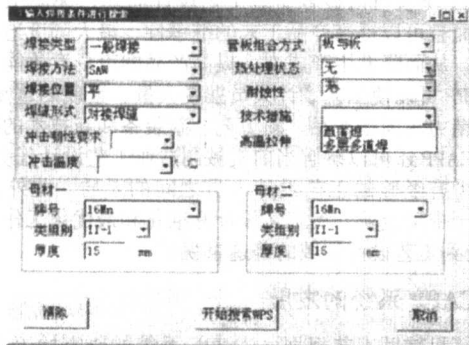 输入焊接条件进行搜索
焊接类型 一般焊接 管板组合方式 板与板
焊接方法 SAW 热处理状态 无
焊接位置 平 耐蚀性
焊缝形式 对接焊缝 技术措施
冲击韧性要求 单道焊
多层多道焊
高温拉伸
冲击温度 ℃
母材一 母材二
牌号 16Mn 牌号 16Mn
类组别 II-1 类组别 II-1
厚度 15 mm 厚度 15 mm
清除 开始搜索WPS 取消